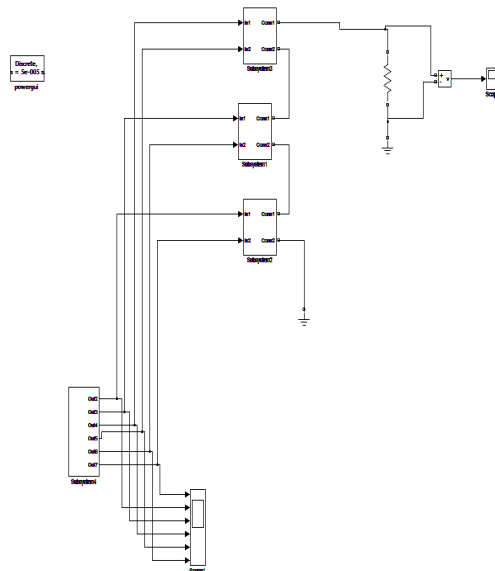 In1 Conn1
In2 Conn2
Subsystem3
Discrete,
s = 5e-005 s.
powergui
+
-
v
Scop
In1 Conn1
In2 Conn2
Subsystem1
In1 Conn1
In2 Conn2
Subsystem2
Out2
Out3
Out4
Out5
Out6
Out7
Subsystem4